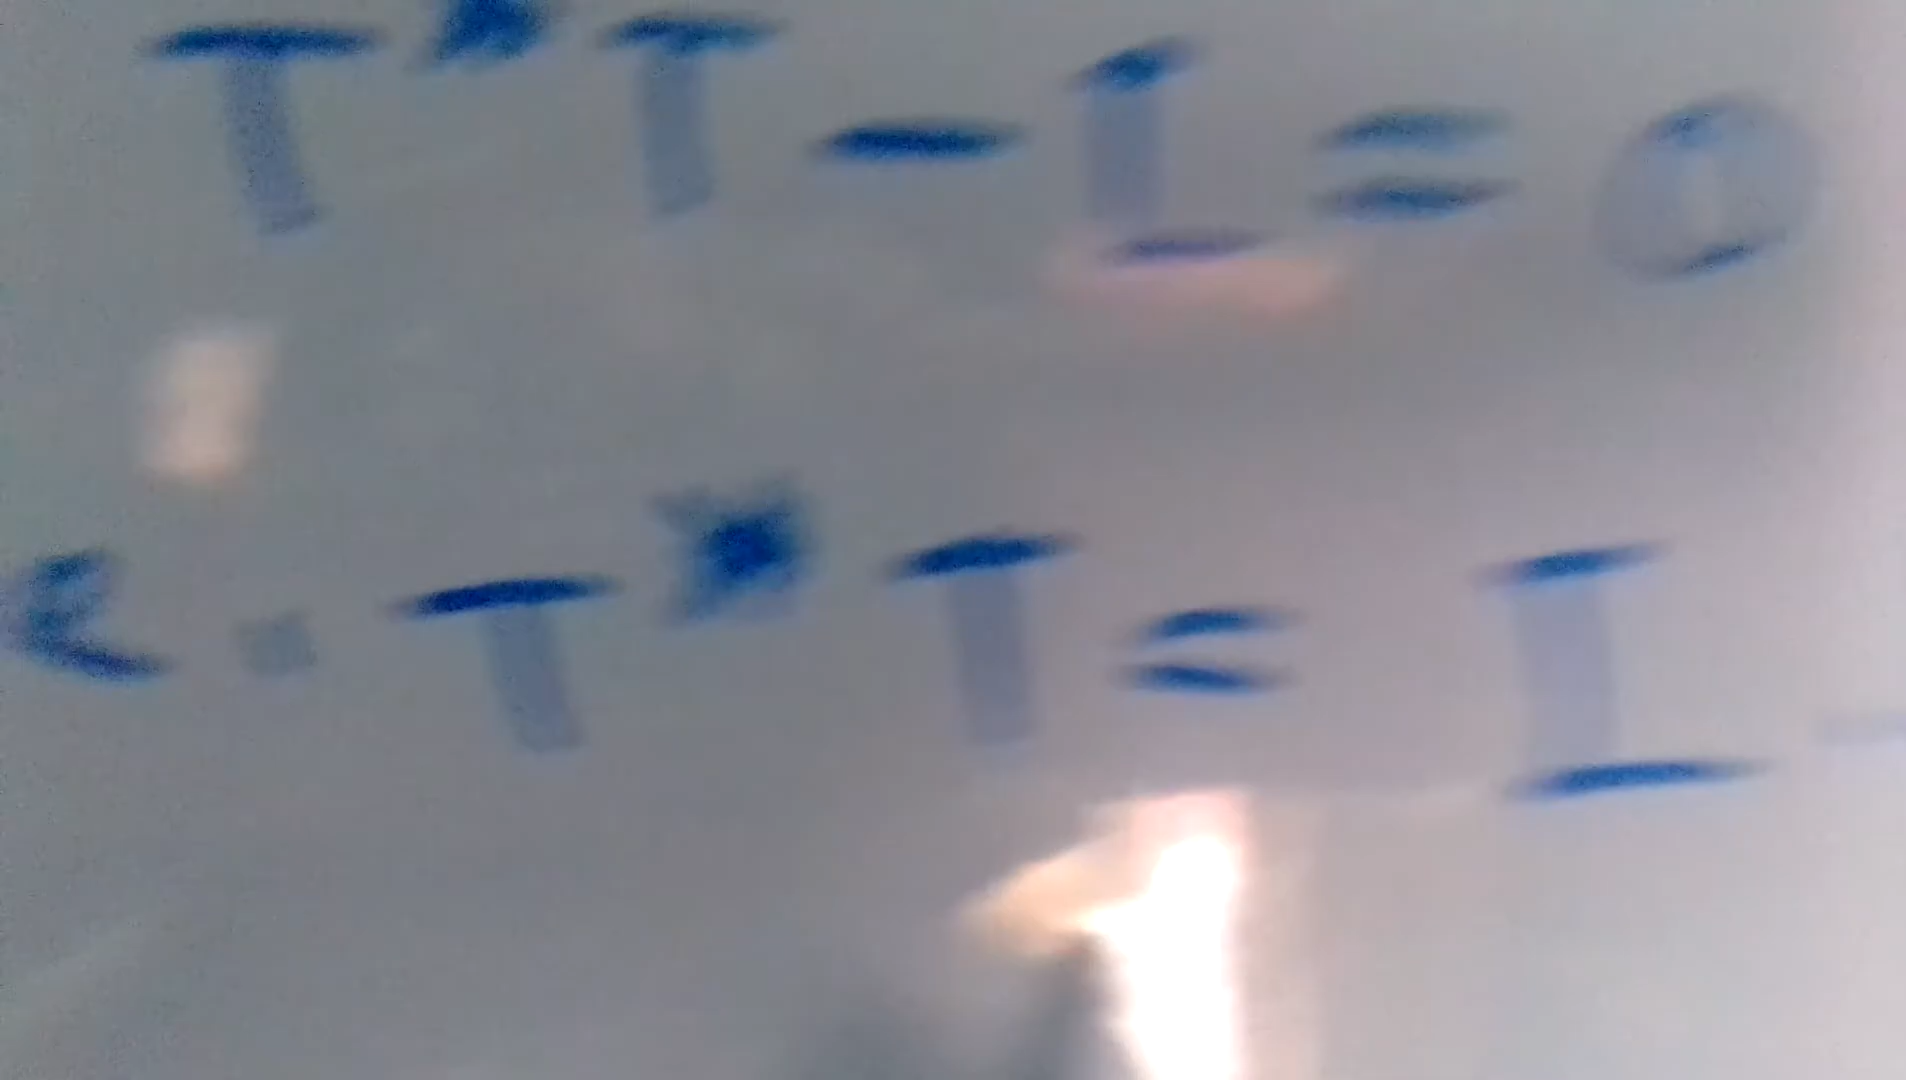 T*T - I = 0
T*T = I